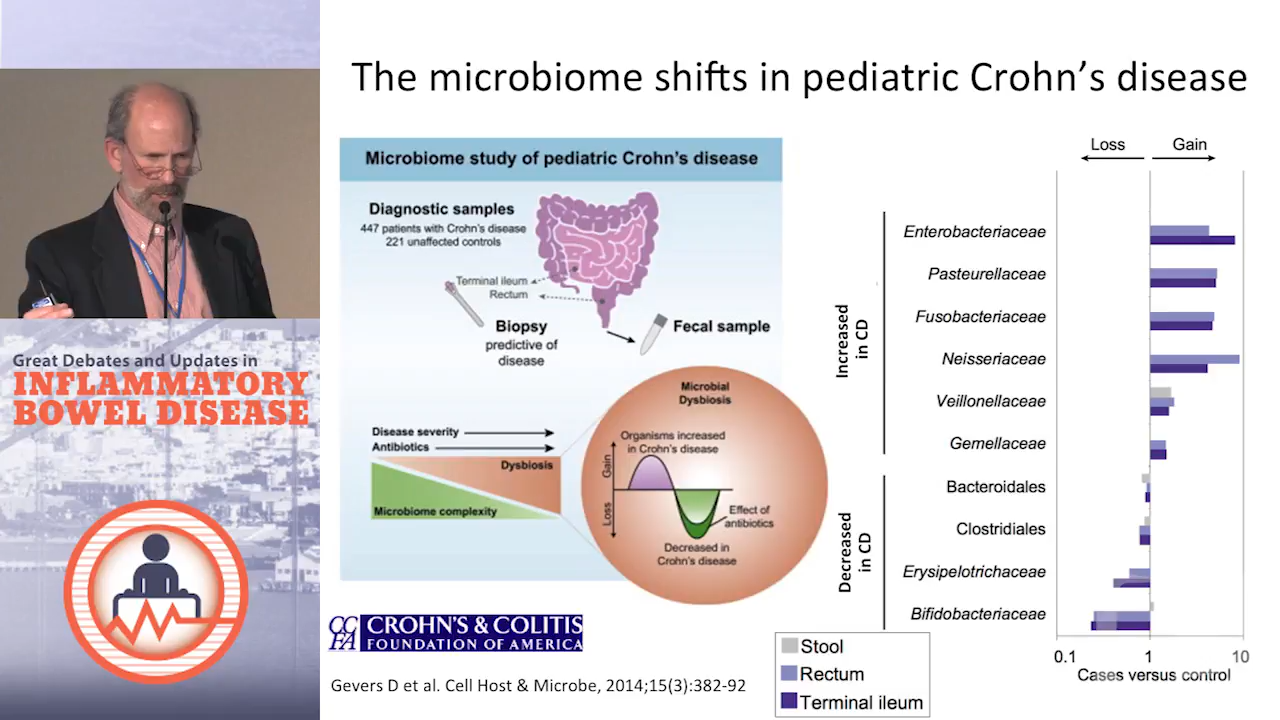 The microbiome shifts in pediatric Crohn's disease
Great Debates and Updates in
INFLAMMATORY
BOWEL DISEASE
Microbiome study of pediatric Crohn's disease
Diagnostic samples
447 patients with Crohn's disease
221 unaffected controls
Terminal ileum
Rectum
Biopsy
predictive of
disease
Fecal sample
Microbial
Dysbiosis
Disease severity
Antibiotics
Dysbiosis
Microbiome complexity
Organisms increased
in Crohn's disease
Gain
Loss
Effect of
antibiotics
Decreased in
Crohn's disease
CCFA
CROHN'S & COLITIS
FOUNDATION OF AMERICA
Gevers D et al. Cell Host & Microbe, 2014;15(3):382-92
Loss
Gain
Increased
in CD
Enterobacteriaceae
Pasteurellaceae
Fusobacteriaceae
Neisseriaceae
Veillonellaceae
Gemellaceae
Decreased
in CD
Bacteroidales
Clostridiales
Erysipelotrichaceae
Bifidobacteriaceae
0.1 1 10
Cases versus control
Stool
Rectum
Terminal ileum